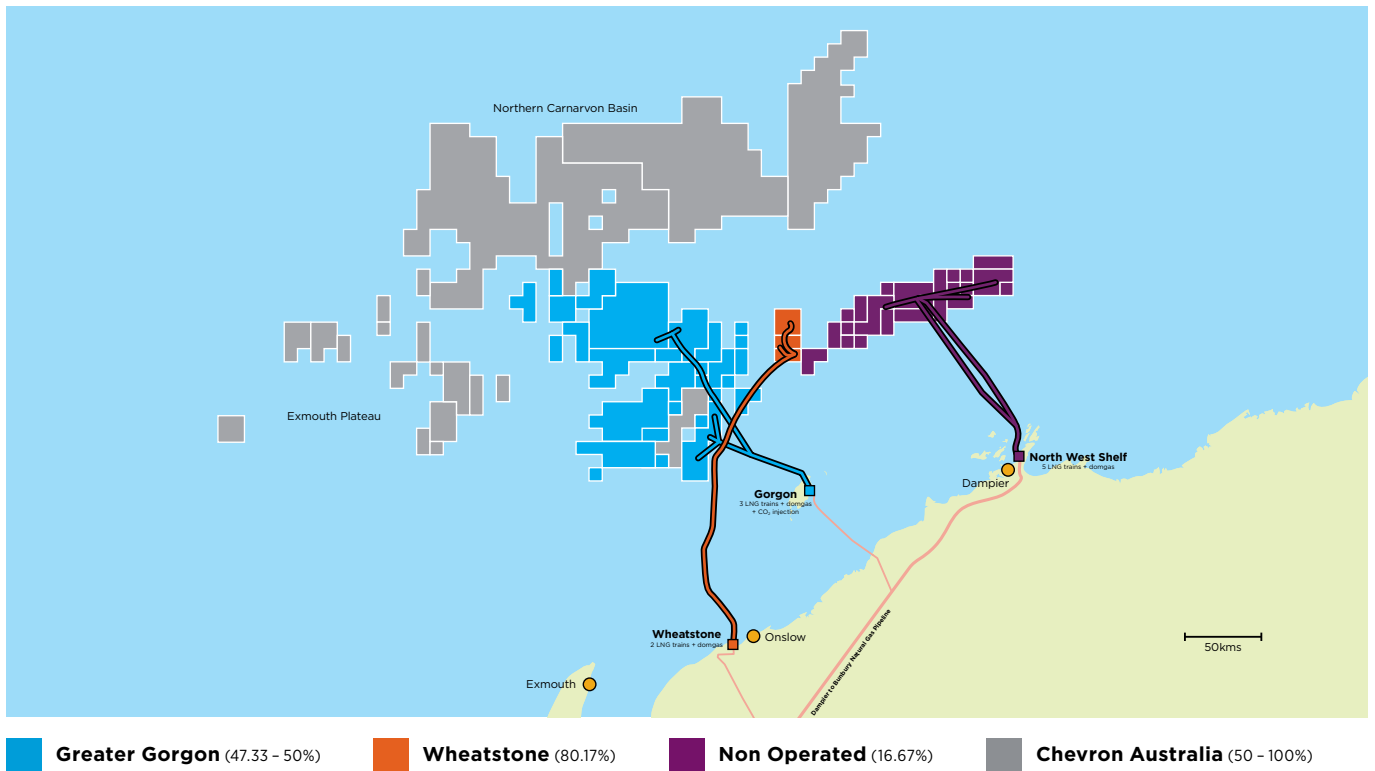 Northern Carnarvon Basin
Exmouth Plateau
North West Shelf
5 LNG trains + domgas
Dampier
Gorgon
3 LNG trains + domgas
+ CO₂ injection
Dampier to Bunbury Natural Gas Pipeline
Wheatstone
2 LNG trains + domgas
Onslow
50kms
Exmouth
Greater Gorgon (47.33 – 50%)
Wheatstone (80.17%)
Non Operated (16.67%)
Chevron Australia (50 – 100%)